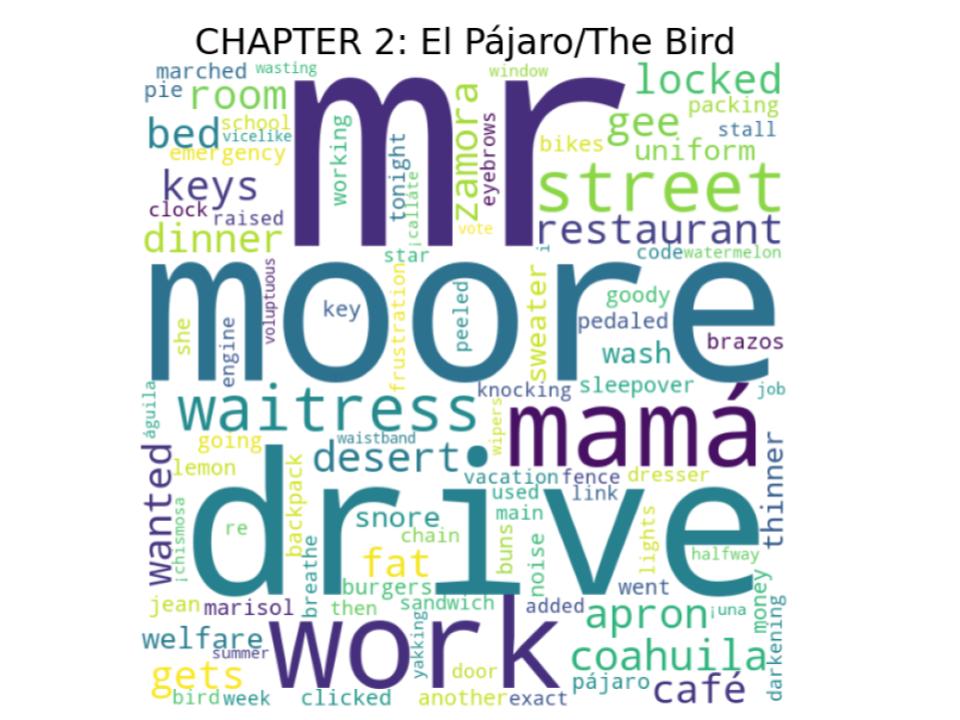 CHAPTER 2: El Pájaro/The Bird
marched
wasting
window
locked
pie
room
mr
zamora
packing
bed
school
vicelike
working
tonight
eyebrows
bikes
gee
stall
emergency
uniform
keys
¡cállate
street
clock
raised
vote
restaurant
dinner
star
i
code
watermelon
moore
voluptuous
she
engine
key
frustration
peeled
sweater
goody
pedaled
brazos
wash
knocking
sleepover
job
águila
waitress
wipers
mamá
going
waistband
desert
wanted
lemon
vacation
fence
dresser
thinner
drive
backpack
used
link
¡chismosa
re
snore
main
chain
buns
noise
lights
halfway
fat
breathe
burgers
went
money
jean
marisol
then
sandwich
added
apron
¡una
darkening
welfare
work
yakking
summer
coahuila
gets
door
pájaro
café
bird
week
clicked
another
exact